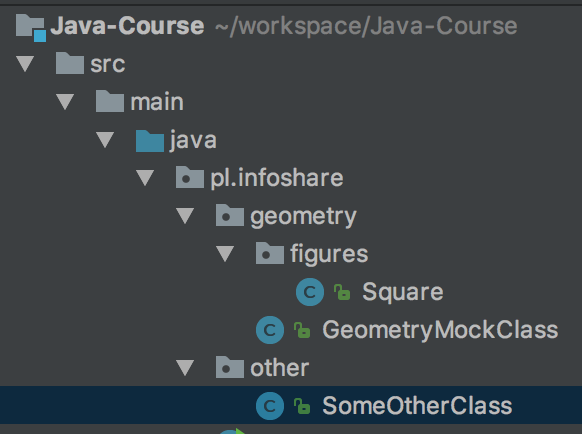 Java-Course ~/workspace/Java-Course
src
main
java
pl.infoshare
geometry
figures
C Square
C GeometryMockClass
other
C SomeOtherClass